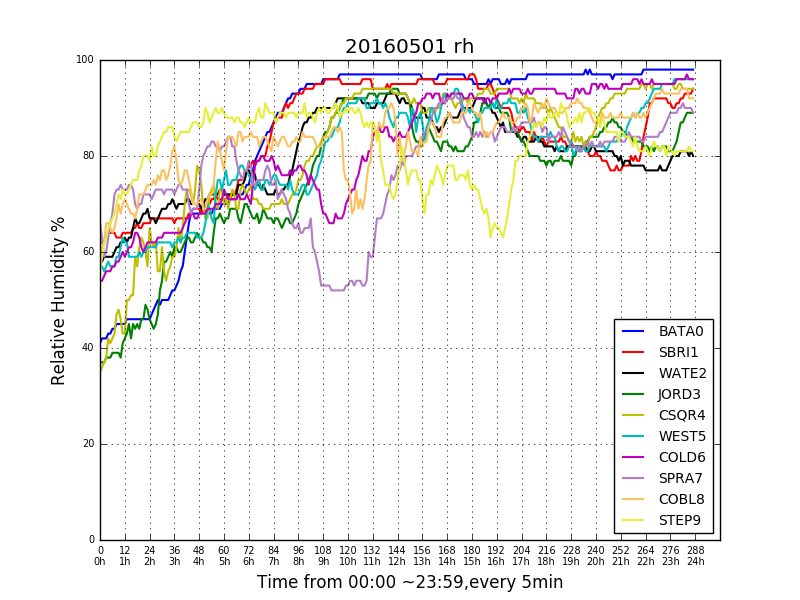 20160501 rh
Relative Humidity %
100
80
60
40
20
0
0 12 24 36 48 60 72 84 96 108 120 132 144 156 168 180 192 204 216 228 240 252 264 276 288
0h 1h 2h 3h 4h 5h 6h 7h 8h 9h 10h 11h 12h 13h 14h 15h 16h 17h 18h 19h 20h 21h 22h 23h 24h
Time from 00:00 ~23:59,every 5min
BATA0
SBRI1
WATE2
JORD3
CSQR4
WEST5
COLD6
SPRA7
COBL8
STEP9